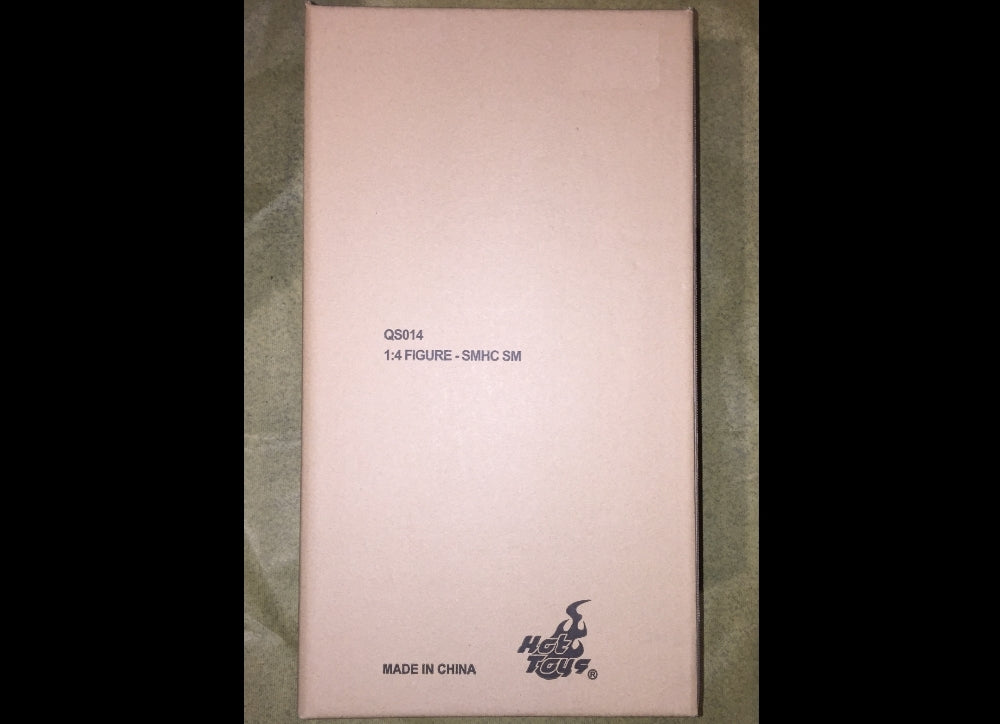 QS014
1:4 FIGURE - SMHC SM
MADE IN CHINA
Hot
Toys®